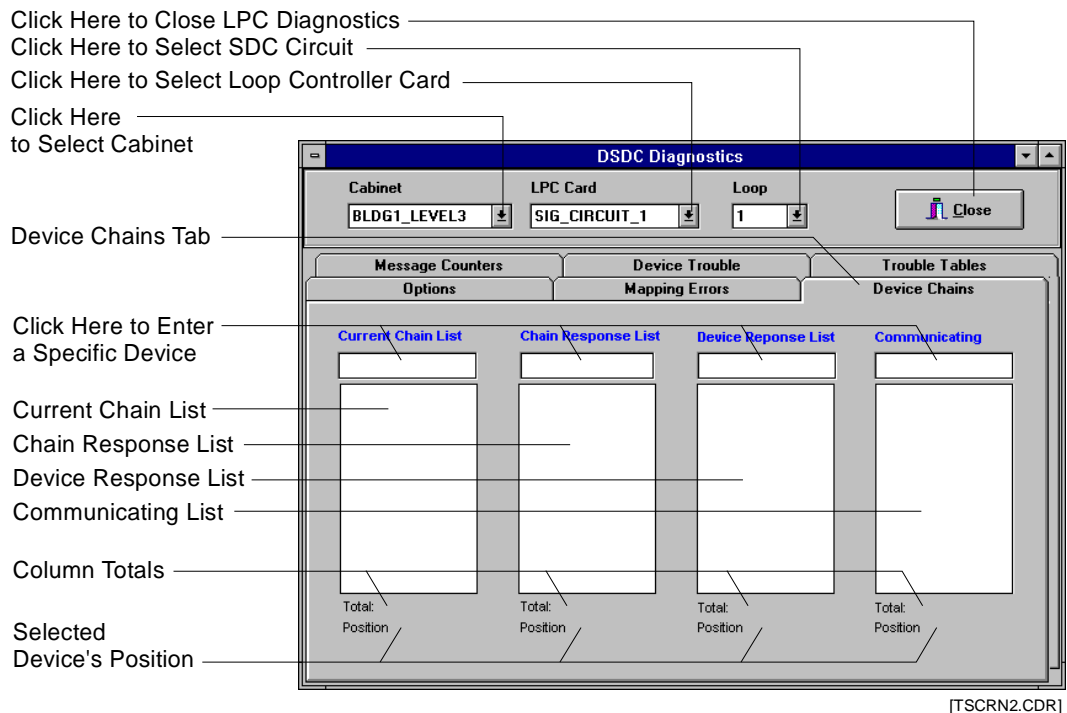 Click Here to Close LPC Diagnostics
Click Here to Select SDC Circuit
Click Here to Select Loop Controller Card
Click Here
to Select Cabinet
DSDC Diagnostics
Cabinet LPC Card Loop
BLDG1_LEVEL3 SIG_CIRCUIT_1 1 Close
Device Chains Tab
Message Counters Device Trouble Trouble Tables
Options Mapping Errors Device Chains
Click Here to Enter
a Specific Device
Current Chain List Chain Response List Device Reponse List Communicating
Current Chain List
Chain Response List
Device Response List
Communicating List
Column Totals
Total: Total: Total: Total:
Position Position Position Position
Selected
Device's Position
[TSCRN2.CDR]